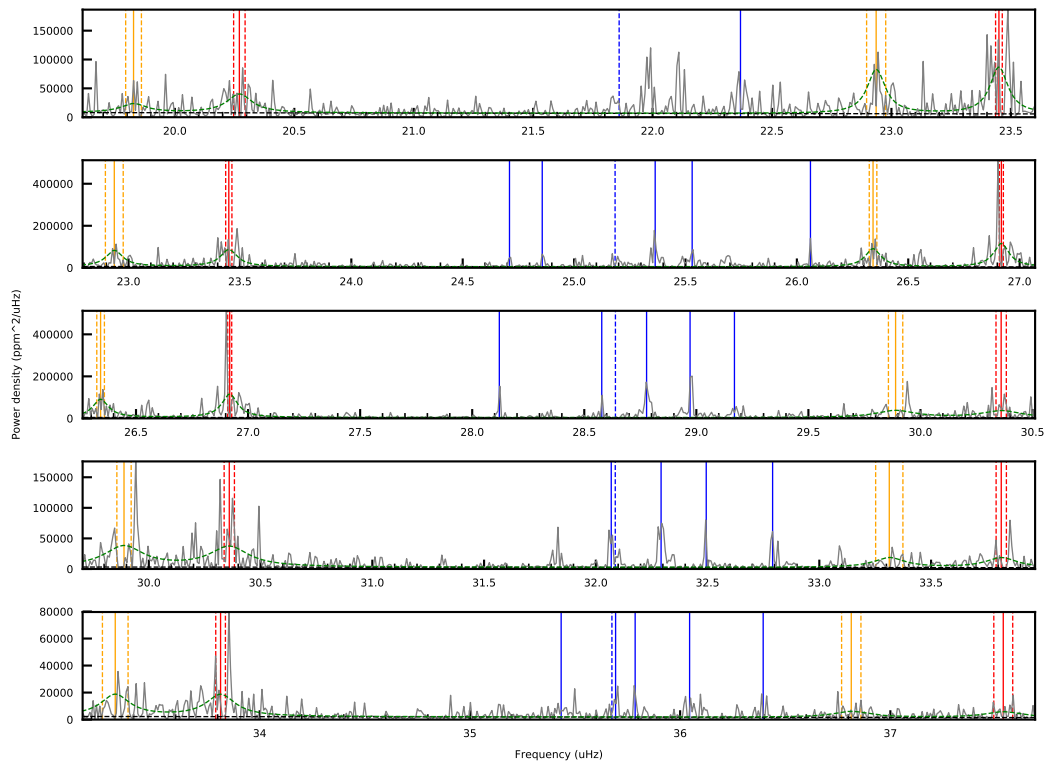 150000
100000
50000
0
20.0 20.5 21.0 21.5 22.0 22.5 23.0 23.5
400000
200000
0
23.0 23.5 24.0 24.5 25.0 25.5 26.0 26.5 27.0
Power density (ppm^2/uHz)
400000
200000
0
26.5 27.0 27.5 28.0 28.5 29.0 29.5 30.0 30.5
150000
100000
50000
0
30.0 30.5 31.0 31.5 32.0 32.5 33.0 33.5
80000
60000
40000
20000
0
34 35 36 37
Frequency (uHz)